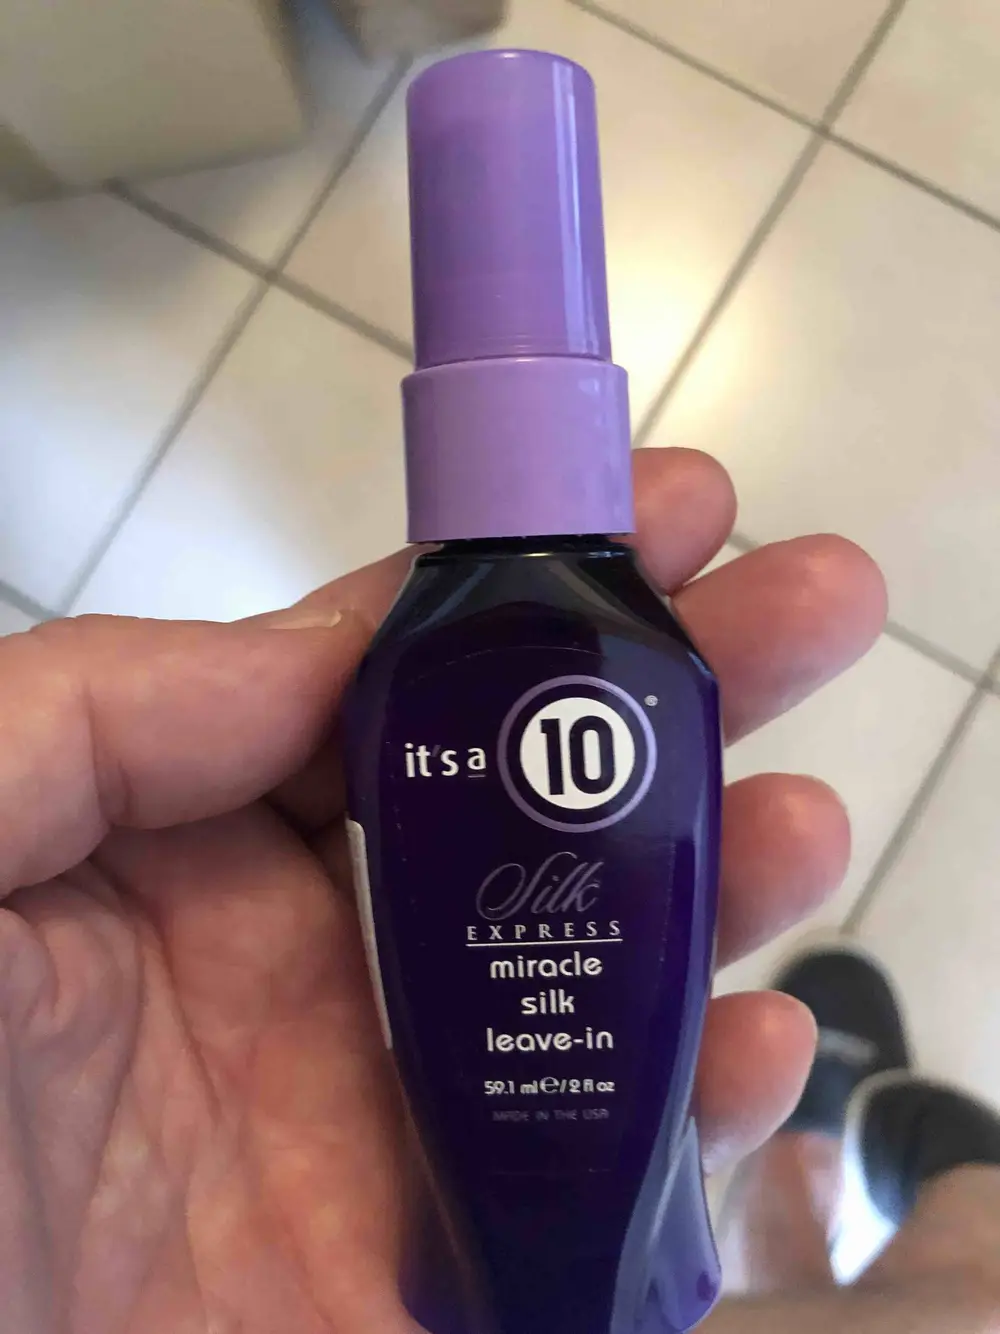 it's a 10®
Silk
EXPRESS
miracle
silk
leave-in
59.1 ml℮/2 fl oz
MADE IN THE USA